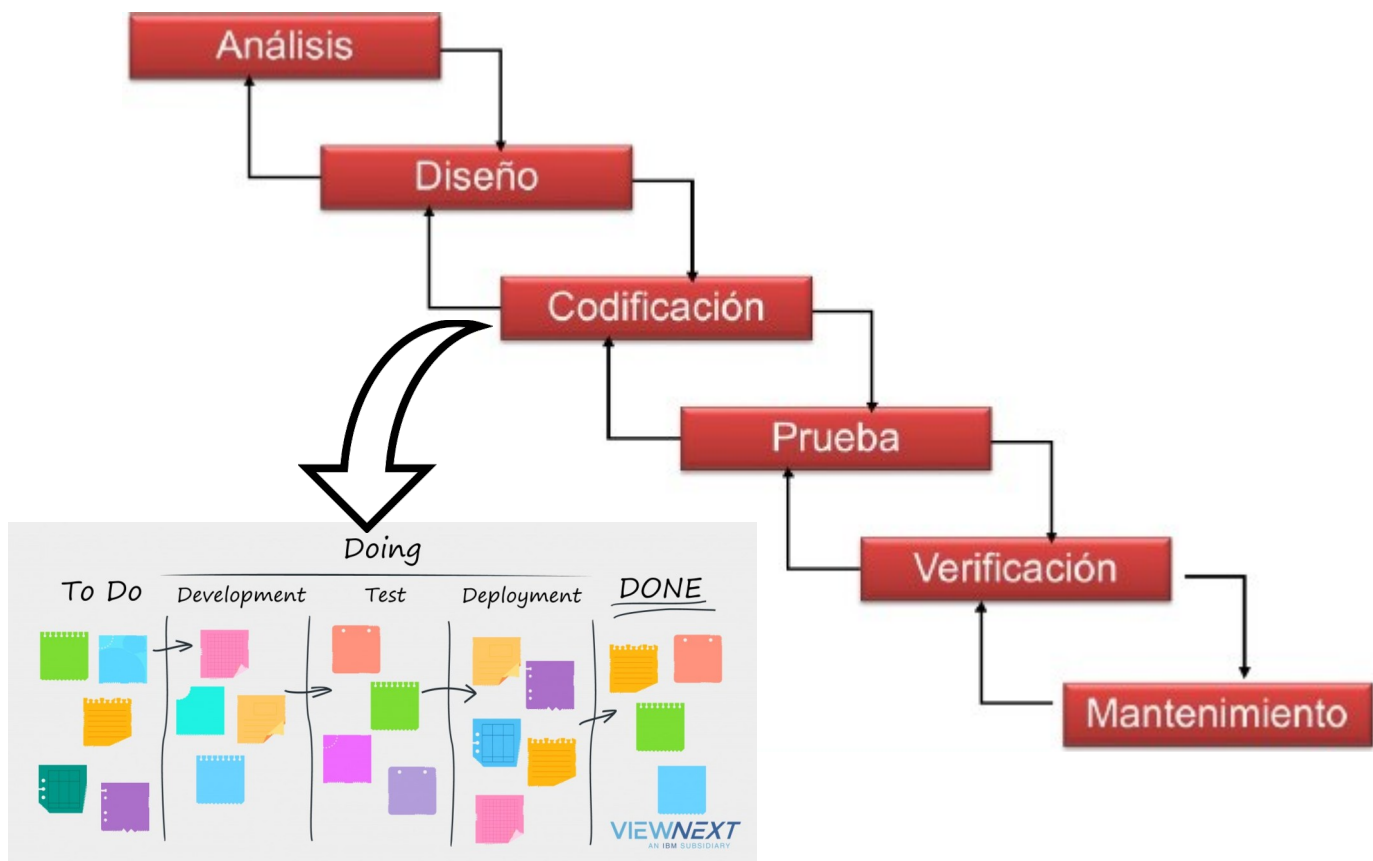 Análisis
Diseño
Codificación
Prueba
Verificación
Mantenimiento
Doing
To Do
Development
Test
Deployment
DONE
VIEWNEXT
AN IBM SUBSIDIARY